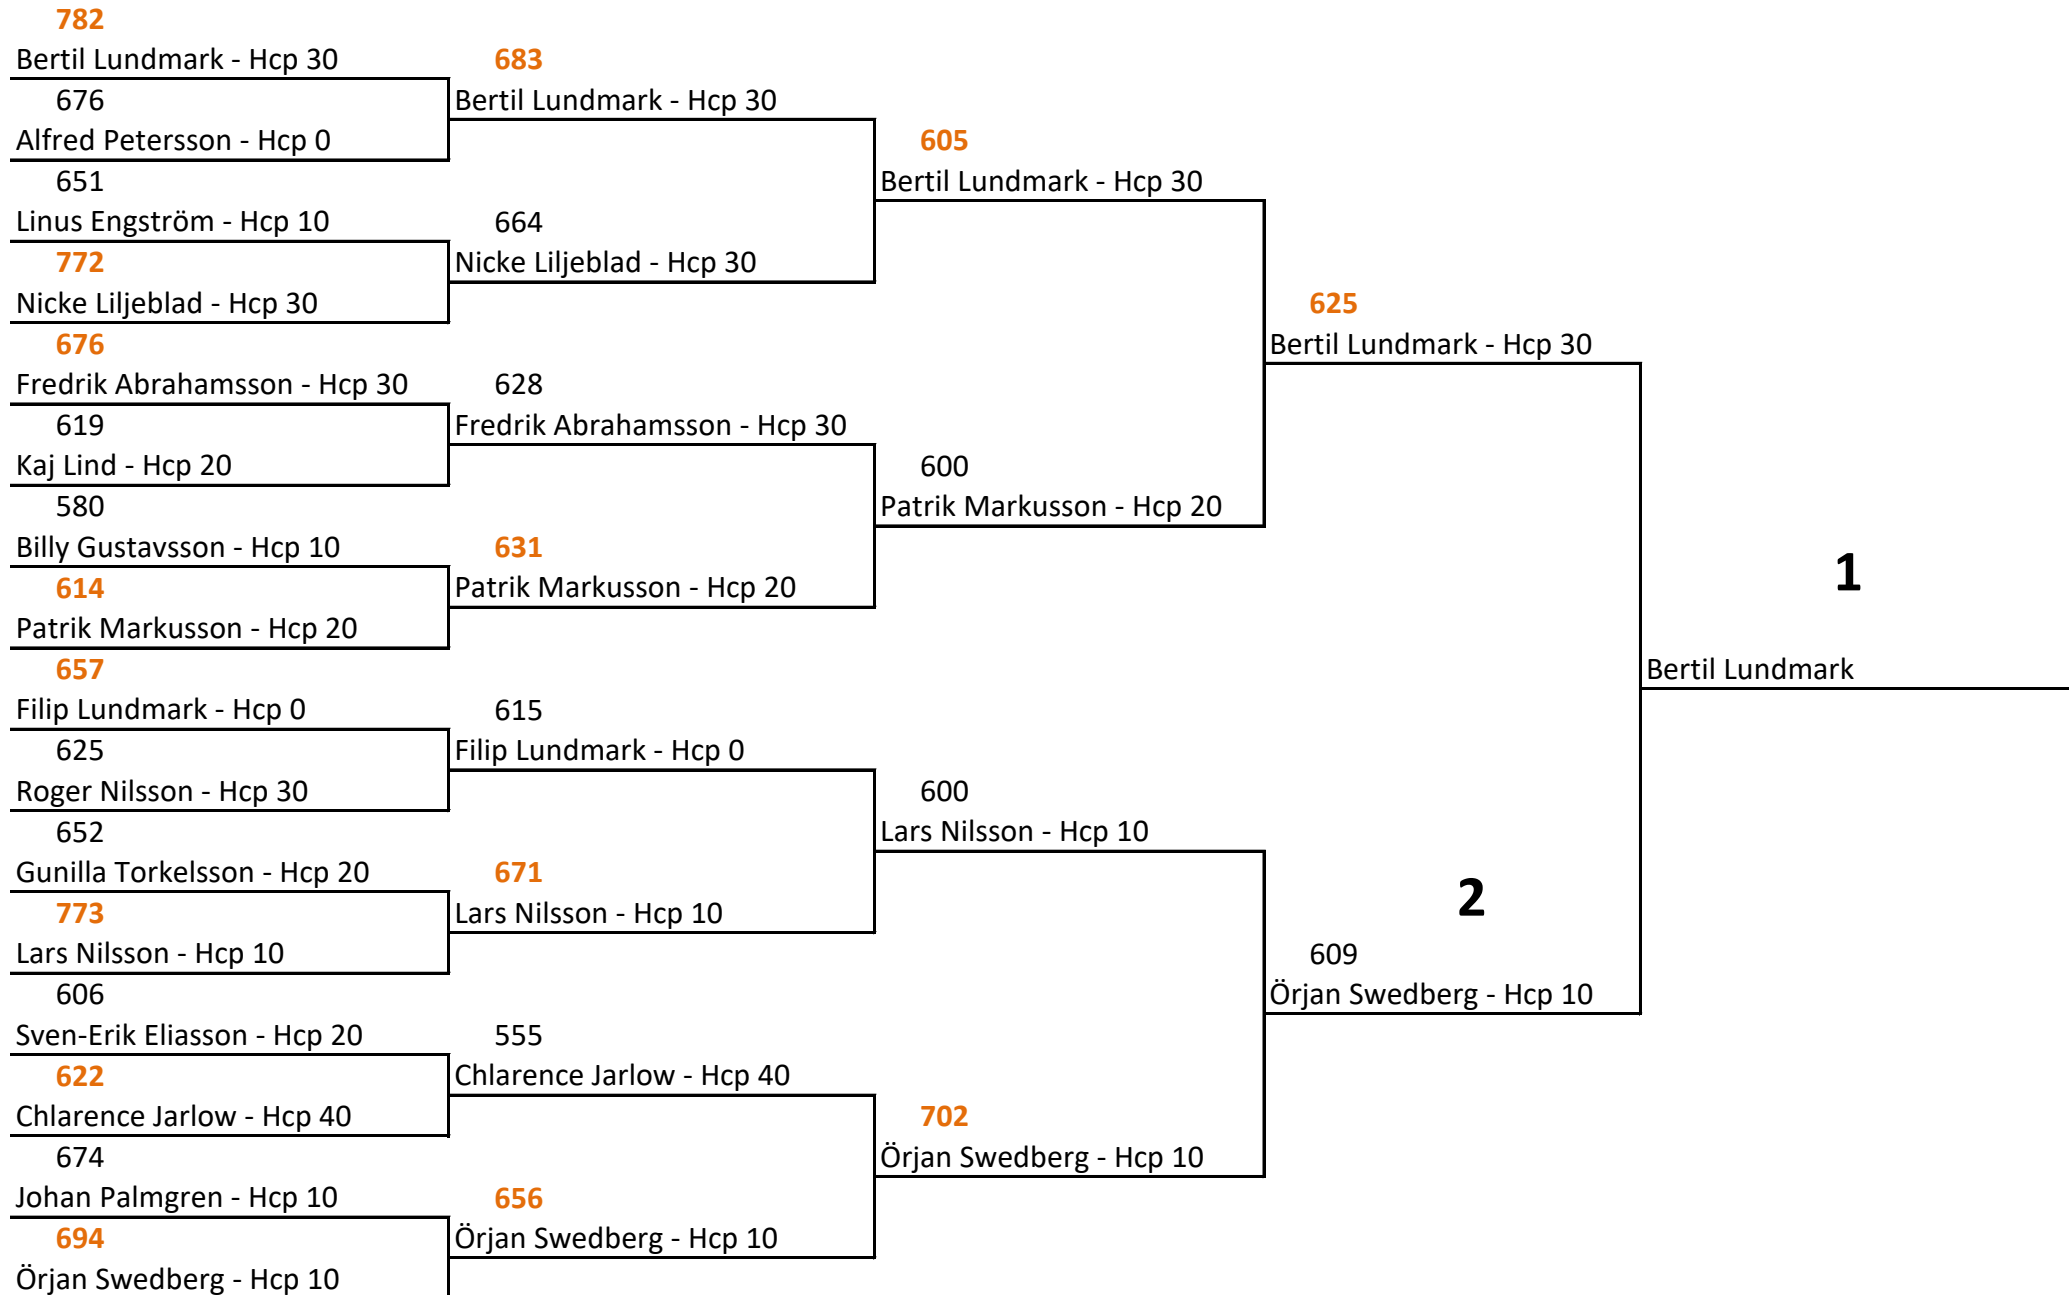 782
Bertil Lundmark - Hcp 30
683
676
Bertil Lundmark - Hcp 30
Alfred Petersson - Hcp 0
605
651
Bertil Lundmark - Hcp 30
Linus Engström - Hcp 10
664
772
Nicke Liljeblad - Hcp 30
Nicke Liljeblad - Hcp 30
625
676
Bertil Lundmark - Hcp 30
Fredrik Abrahamsson - Hcp 30
628
619
Fredrik Abrahamsson - Hcp 30
Kaj Lind - Hcp 20
600
580
Patrik Markusson - Hcp 20
Billy Gustavsson - Hcp 10
631
1
614
Patrik Markusson - Hcp 20
Patrik Markusson - Hcp 20
657
Bertil Lundmark
Filip Lundmark - Hcp 0
615
625
Filip Lundmark - Hcp 0
Roger Nilsson - Hcp 30
600
652
Lars Nilsson - Hcp 10
Gunilla Torkelsson - Hcp 20
671
2
773
Lars Nilsson - Hcp 10
Lars Nilsson - Hcp 10
609
606
Örjan Swedberg - Hcp 10
Sven-Erik Eliasson - Hcp 20
555
622
Chlarence Jarlow - Hcp 40
Chlarence Jarlow - Hcp 40
702
674
Örjan Swedberg - Hcp 10
Johan Palmgren - Hcp 10
656
694
Örjan Swedberg - Hcp 10
Örjan Swedberg - Hcp 10